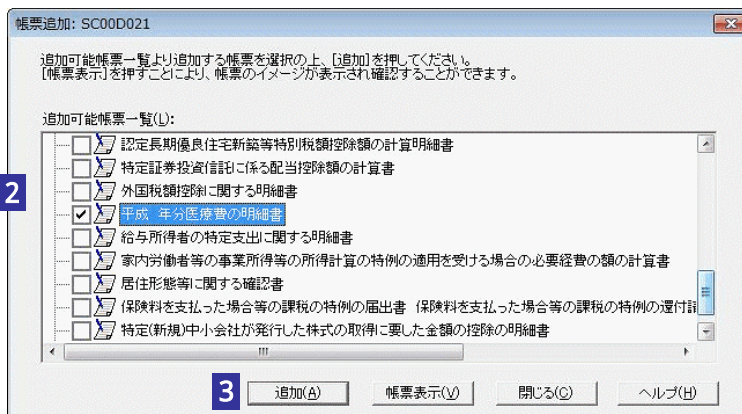 帳票追加: SC00D021
追加可能帳票一覧より追加する帳票を選択の上、[追加]を押してください。
[帳票表示]を押すことにより、帳票のイメージが表示され確認することができます。
追加可能帳票一覧(L):
認定長期優良住宅新築等特別税額控除額の計算明細書
特定証券投資信託に係る配当控除額の計算書
外国税額控除に関する明細書
2
平成 年分医療費の明細書
給与所得者の特定支出に関する明細書
家内労働者等の事業所得等の所得計算の特例の適用を受ける場合の必要経費の額の計算書
居住形態等に関する確認書
(保険料を支払った場合等の課税の特例の届出書 (保険料を支払った場合等の課税の特例の還付請
特定(新規)中小会社が発行した株式の取得に要した金額の控除の明細書
3
追加(A) 帳票表示(V) 閉じる(C) ヘルプ(H)